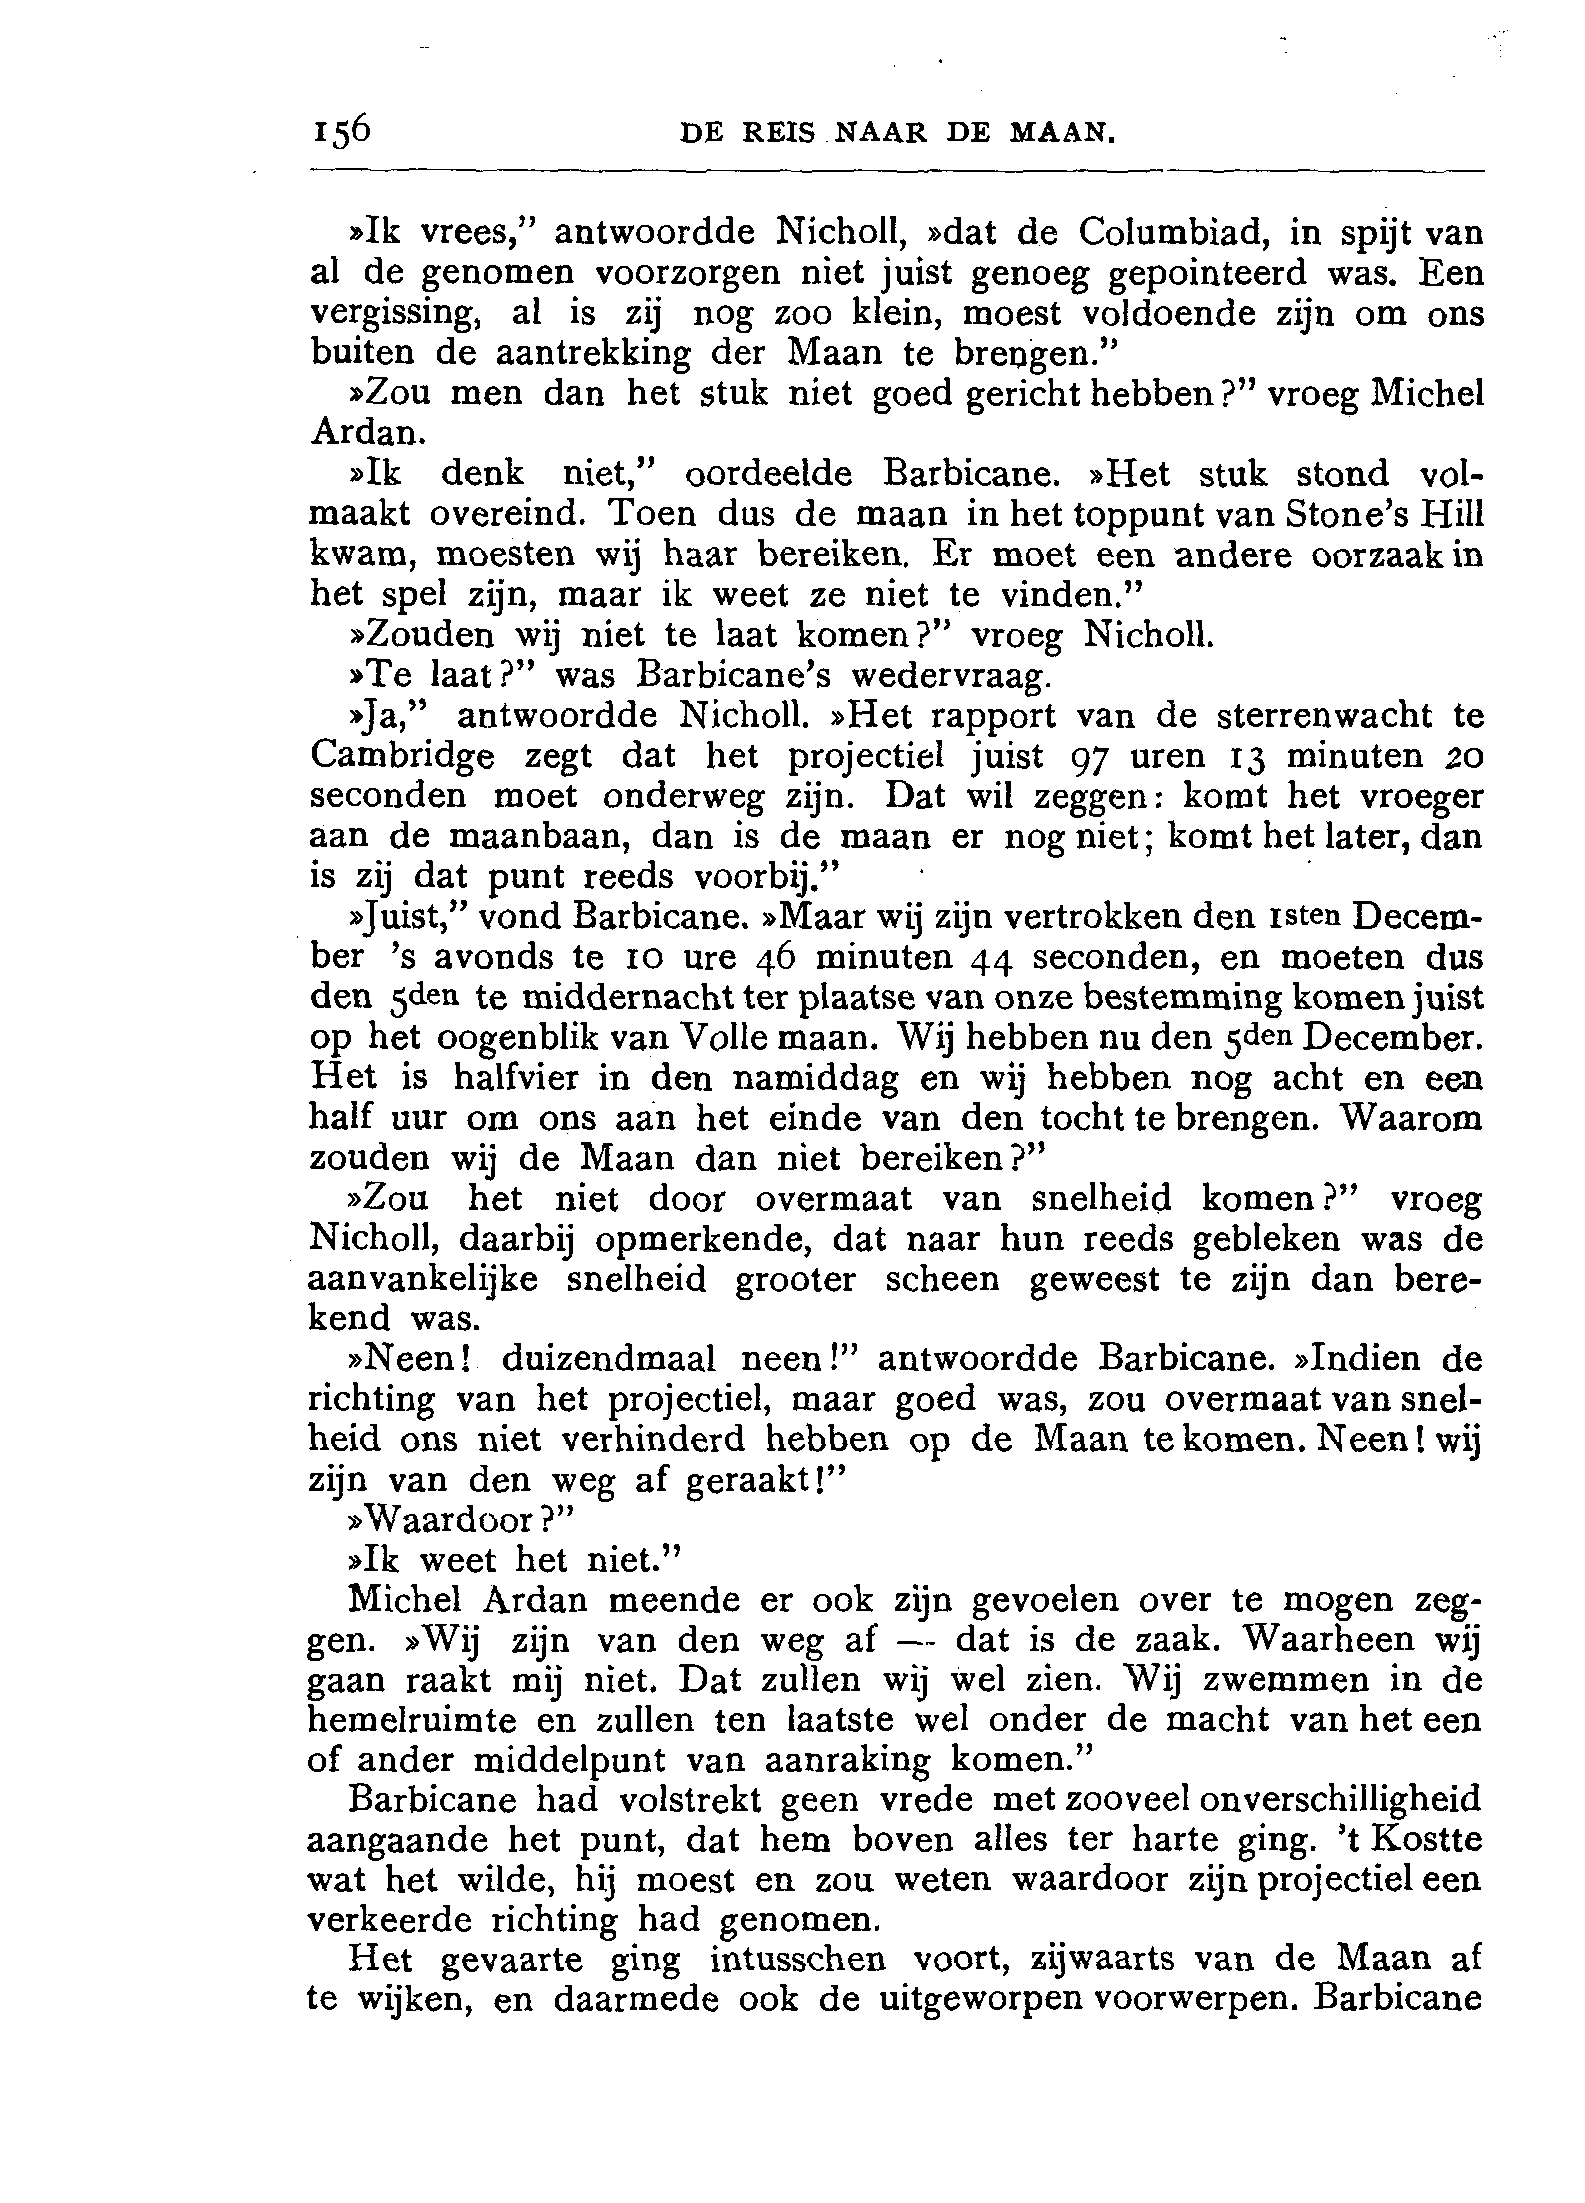 156 DE REIS NAAR DE MAAN.
»Ik vrees,” antwoordde Nicholl, »dat de Columbiad, in spijt van
al de genomen voorzorgen niet juist genoeg gepointeerd was. Een
vergissing, al is zij nog zoo klein, moest voldoende zijn om ons
buiten de aantrekking der Maan te brengen.”
»Zou men dan het stuk niet goed gericht hebben?” vroeg Michel
Ardan.
»Ik denk niet,” oordeelde Barbicane. »Het stuk stond vol-
maakt overeind. Toen dus de maan in het toppunt van Stone’s Hill
kwam, moesten wij haar bereiken. Er moet een andere oorzaak in
het spel zijn, maar ik weet ze niet te vinden.”
»Zouden wij niet te laat komen?” vroeg Nicholl.
»Te laat?” was Barbicane’s wedervraag.
»Ja,” antwoordde Nicholl. »Het rapport van de sterrenwacht te
Cambridge zegt dat het projectiel juist 97 uren 13 minuten 20
seconden moet onderweg zijn. Dat wil zeggen: komt het vroeger
aan de maanbaan, dan is de maan er nog niet; komt het later, dan
is zij dat punt reeds voorbij.”
»Juist,” vond Barbicane. »Maar wij zijn vertrokken den 1sten Decem-
ber ’s avonds te 10 ure 46 minuten 44 seconden, en moeten dus
den 5den te middernacht ter plaatse van onze bestemming komen juist
op het oogenblik van Volle maan. Wij hebben nu den 5den December.
Het is halfvier in den namiddag en wij hebben nog acht en een
half uur om ons aan het einde van den tocht te brengen. Waarom
zouden wij de Maan dan niet bereiken?”
»Zou het niet door overmaat van snelheid komen?” vroeg
Nicholl, daarbij opmerkende, dat naar hun reeds gebleken was de
aanvankelijke snelheid grooter scheen geweest te zijn dan bere-
kend was.
»Neen! duizendmaal neen!” antwoordde Barbicane. »Indien de
richting van het projectiel, maar goed was, zou overmaat van snel-
heid ons niet verhinderd hebben op de Maan te komen. Neen! wij
zijn van den weg af geraakt!”
»Waardoor?”
»Ik weet het niet.”
Michel Ardan meende er ook zijn gevoelen over te mogen zeg-
gen. »Wij zijn van den weg af — dat is de zaak. Waarheen wij
gaan raakt mij niet. Dat zullen wij wel zien. Wij zwemmen in de
hemelruimte en zullen ten laatste wel onder de macht van het een
of ander middelpunt van aanraking komen.”
Barbicane had volstrekt geen vrede met zooveel onverschilligheid
aangaande het punt, dat hem boven alles ter harte ging. ’t Kostte
wat het wilde, hij moest en zou weten waardoor zijn projectiel een
verkeerde richting had genomen.
Het gevaarte ging intusschen voort, zijwaarts van de Maan af
te wijken, en daarmede ook de uitgeworpen voorwerpen. Barbicane